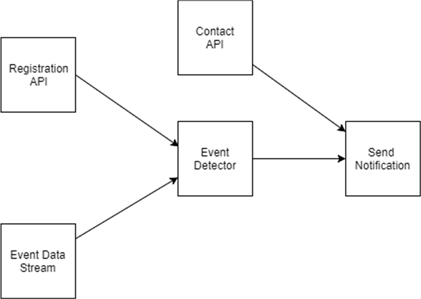 Contact
API
Registration
API
Event
Detector
Send
Notification
Event Data
Stream